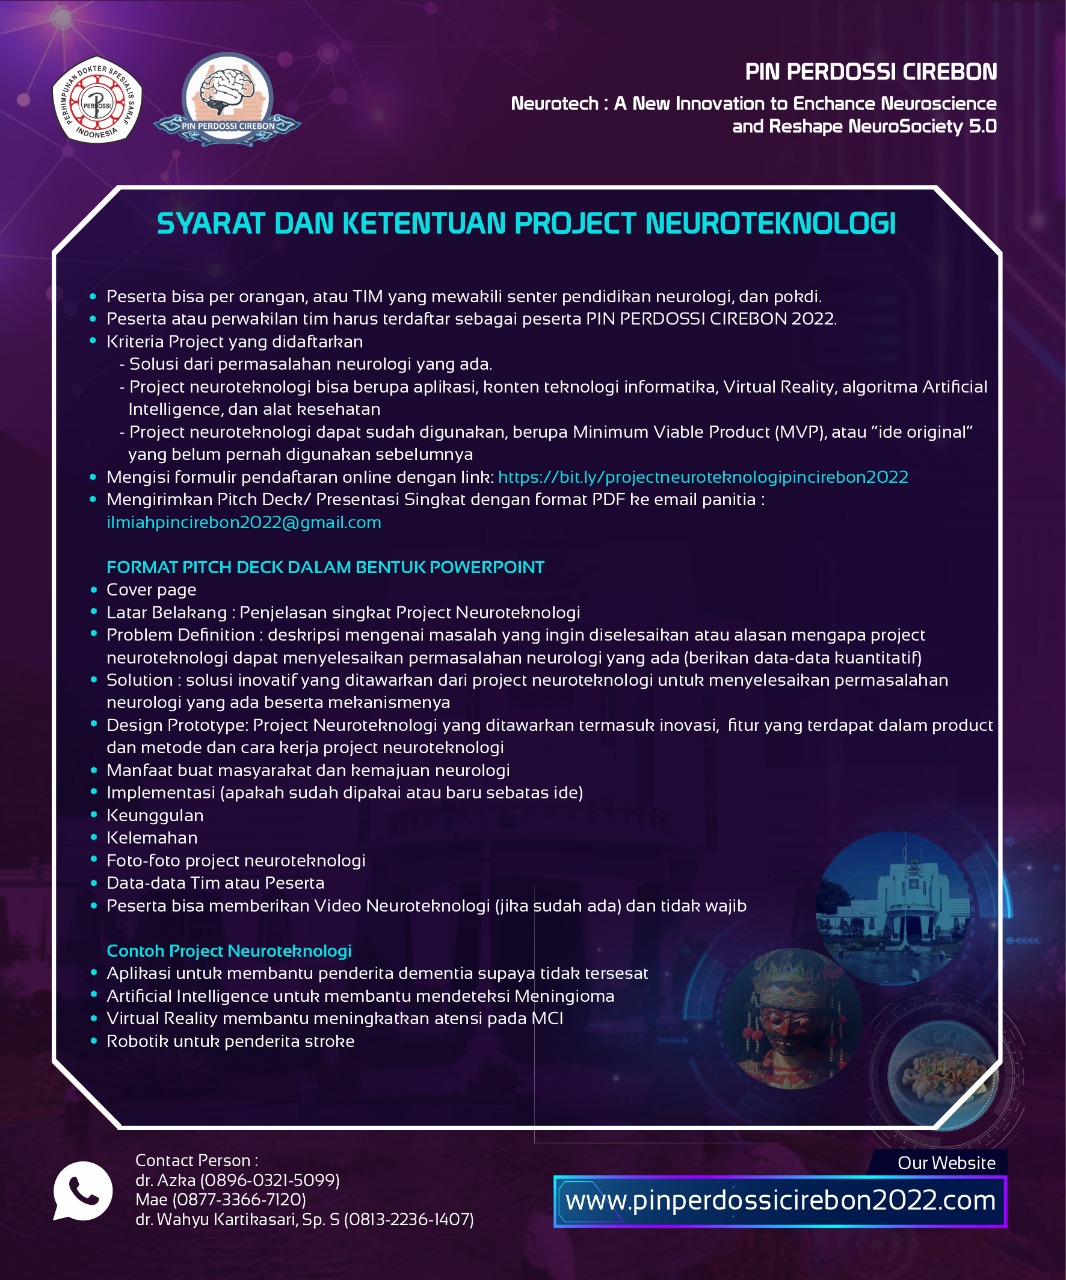 PERHIMPUNAN DOKTER SPESIALIS SARAF
PERDOSSI
INDONESIA
PIN PERDOSSI CIREBON
PIN PERDOSSI CIREBON
Neurotech : A New Innovation to Enchance Neuroscience
and Reshape NeuroSociety 5.0
SYARAT DAN KETENTUAN PROJECT NEUROTEKNOLOGI
• Peserta bisa per orangan, atau TIM yang mewakili senter pendidikan neurologi, dan pokdi.
• Peserta atau perwakilan tim harus terdaftar sebagai peserta PIN PERDOSSI CIREBON 2022.
• Kriteria Project yang didaftarkan
- Solusi dari permasalahan neurologi yang ada.
- Project neuroteknologi bisa berupa aplikasi, konten teknologi informatika, Virtual Reality, algoritma Artificial
Intelligence, dan alat kesehatan
- Project neuroteknologi dapat sudah digunakan, berupa Minimum Viable Product (MVP), atau “ide original“
yang belum pernah digunakan sebelumnya
• Mengisi formulir pendaftaran online dengan link: https://bit.ly/projectneuroteknologipincirebon2022
• Mengirimkan Pitch Deck/ Presentasi Singkat dengan format PDF ke email panitia :
ilmiahpincirebon2022@gmail.com
FORMAT PITCH DECK DALAM BENTUK POWERPOINT
• Cover page
• Latar Belakang : Penjelasan singkat Project Neuroteknologi
• Problem Definition : deskripsi mengenai masalah yang ingin diselesaikan atau alasan mengapa project
neuroteknologi dapat menyelesaikan permasalahan neurologi yang ada (berikan data-data kuantitatif)
• Solution : solusi inovatif yang ditawarkan dari project neuroteknologi untuk menyelesaikan permasalahan
neurologi yang ada beserta mekanismenya
• Design Prototype: Project Neuroteknologi yang ditawarkan termasuk inovasi, fitur yang terdapat dalam product
dan metode dan cara kerja project neuroteknologi
• Manfaat buat masyarakat dan kemajuan neurologi
• Implementasi (apakah sudah dipakai atau baru sebatas ide)
• Keunggulan
• Kelemahan
• Foto-foto project neuroteknologi
• Data-data Tim atau Peserta
• Peserta bisa memberikan Video Neuroteknologi (jika sudah ada) dan tidak wajib
Contoh Project Neuroteknologi
• Aplikasi untuk membantu penderita dementia supaya tidak tersesat
• Artificial Intelligence untuk membantu mendeteksi Meningioma
• Virtual Reality membantu meningkatkan atensi pada MCI
• Robotik untuk penderita stroke
Contact Person :
dr. Azka (0896-0321-5099)
Mae (0877-3366-7120)
dr. Wahyu Kartikasari, Sp. S (0813-2236-1407)
Our Website
www.pinperdossicirebon2022.com